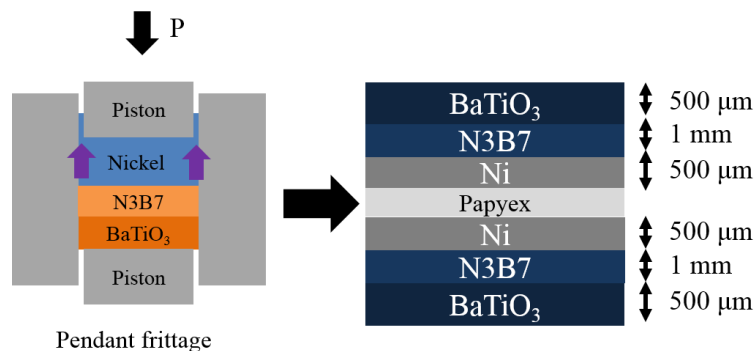 P
Piston
Nickel
N3B7
BaTiO₃
Piston
Pendant frittage
BaTiO₃
N3B7
Ni
Papyex
Ni
N3B7
BaTiO₃
500 μm
1 mm
500 μm
500 μm
1 mm
500 μm